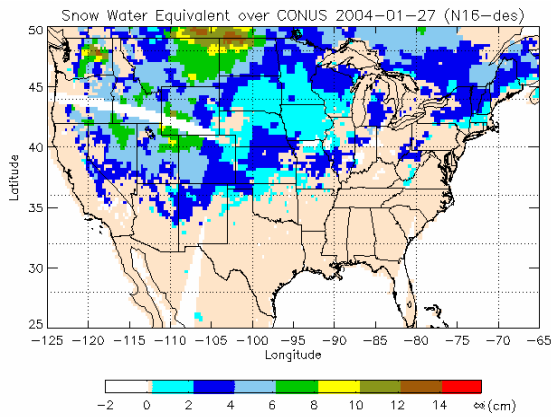 Snow Water Equivalent over CONUS 2004-01-27 (N16-des)
50
45
40
35
30
25
Latitude
-125 -120 -115 -110 -105 -100 -95 -90 -85 -80 -75 -70 -65
Longitude
-2 0 2 4 6 8 10 12 14 (cm)